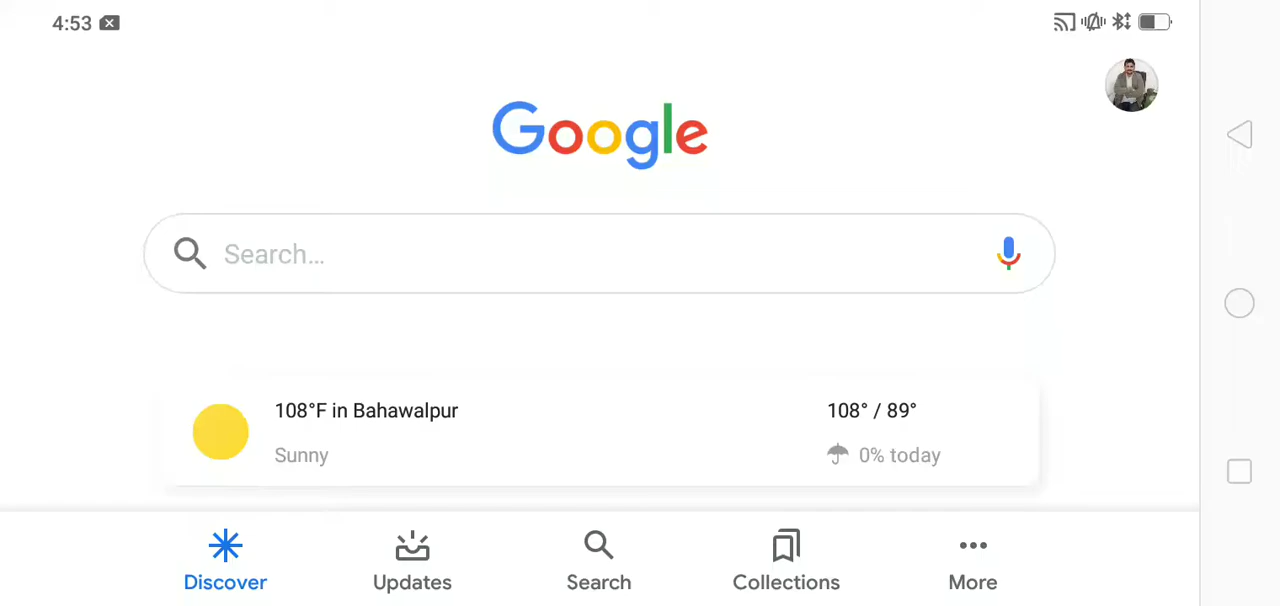 4:53
Google
Search...
108°F in Bahawalpur
108° / 89°
Sunny
0% today
Discover
Updates
Search
Collections
More